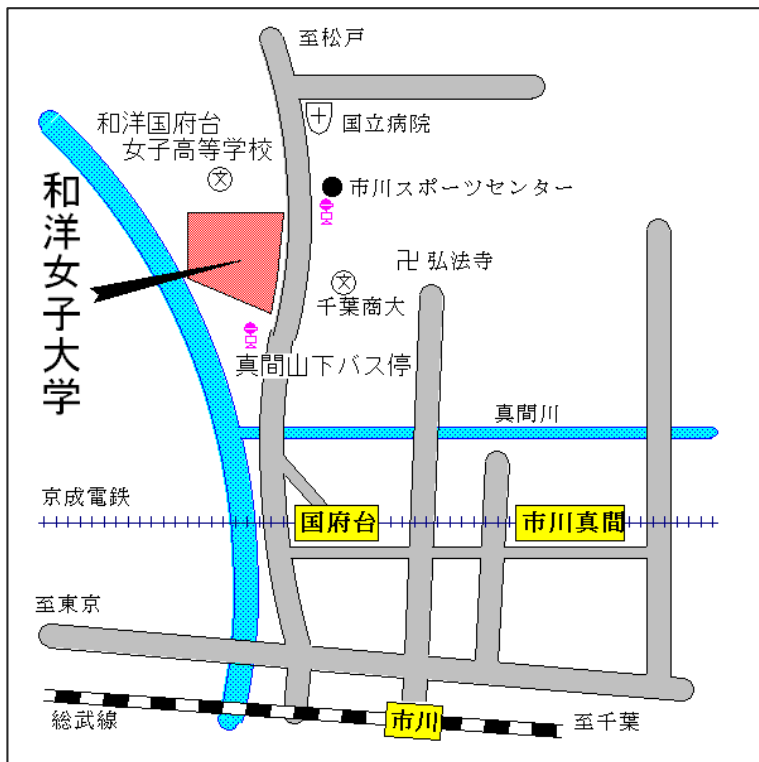 至松戸
和洋国府台
女子高等学校
国立病院
文
市川スポーツセンター
和洋女子大学
卍 弘法寺
文
千葉商大
真間山下バス停
真間川
京成電鉄
国府台
市川真間
至東京
総武線
市川
至千葉